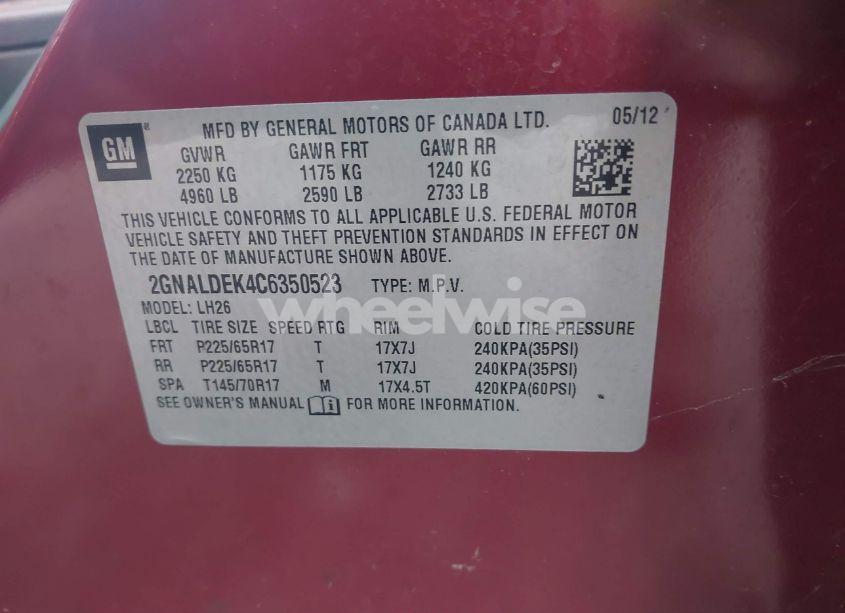 GM ®
MFD BY GENERAL MOTORS OF CANADA LTD. 05/12
GVWR GAWR FRT GAWR RR
2250 KG 1175 KG 1240 KG
4960 LB 2590 LB 2733 LB
THIS VEHICLE CONFORMS TO ALL APPLICABLE U.S. FEDERAL MOTOR
VEHICLE SAFETY AND THEFT PREVENTION STANDARDS IN EFFECT ON
THE DATE OF MANUFACTURE SHOWN ABOVE.
2GNALDEK4C6350523 TYPE: M.P.V.
wheelwise
MODEL: LH26
LBCL TIRE SIZE SPEED RTG RIM COLD TIRE PRESSURE
FRT P225/65R17 T 17X7J 240KPA(35PSI)
RR P225/65R17 T 17X7J 240KPA(35PSI)
SPA T145/70R17 M 17X4.5T 420KPA(60PSI)
SEE OWNER'S MANUAL FOR MORE INFORMATION.